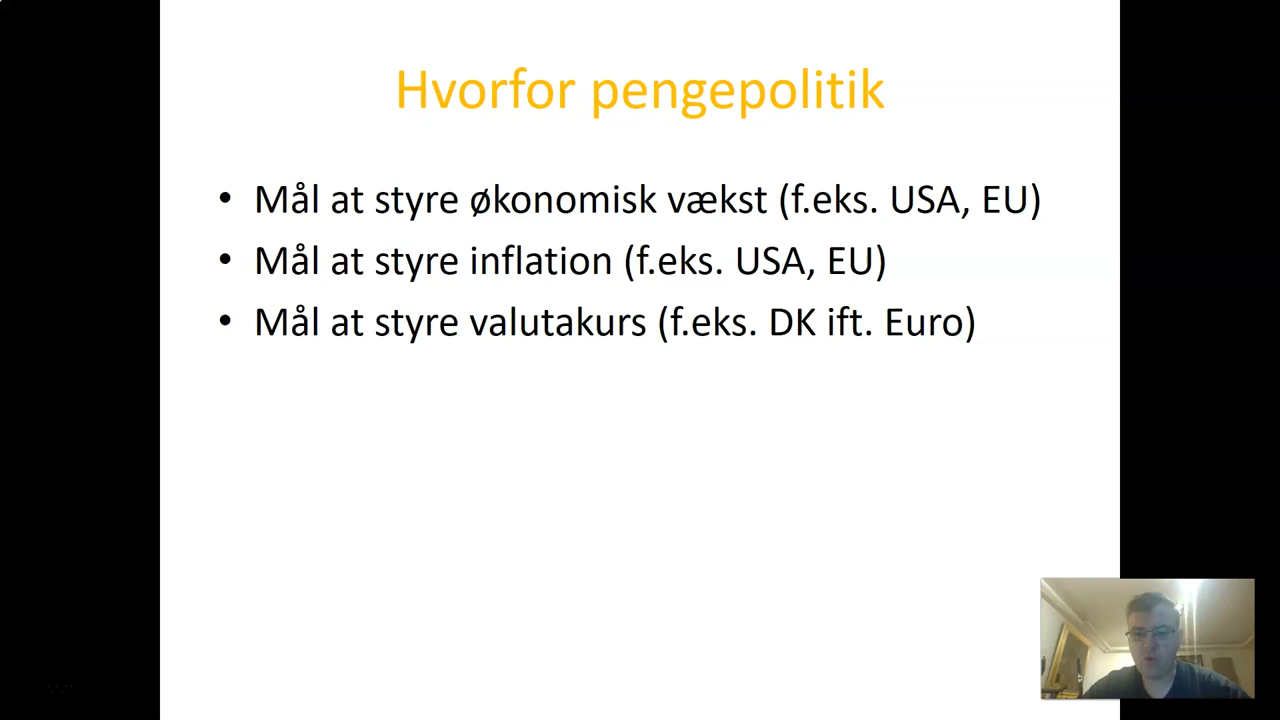 Hvorfor pengepolitik
• Mål at styre økonomisk vækst (f.eks. USA, EU)
• Mål at styre inflation (f.eks. USA, EU)
• Mål at styre valutakurs (f.eks. DK ift. Euro)